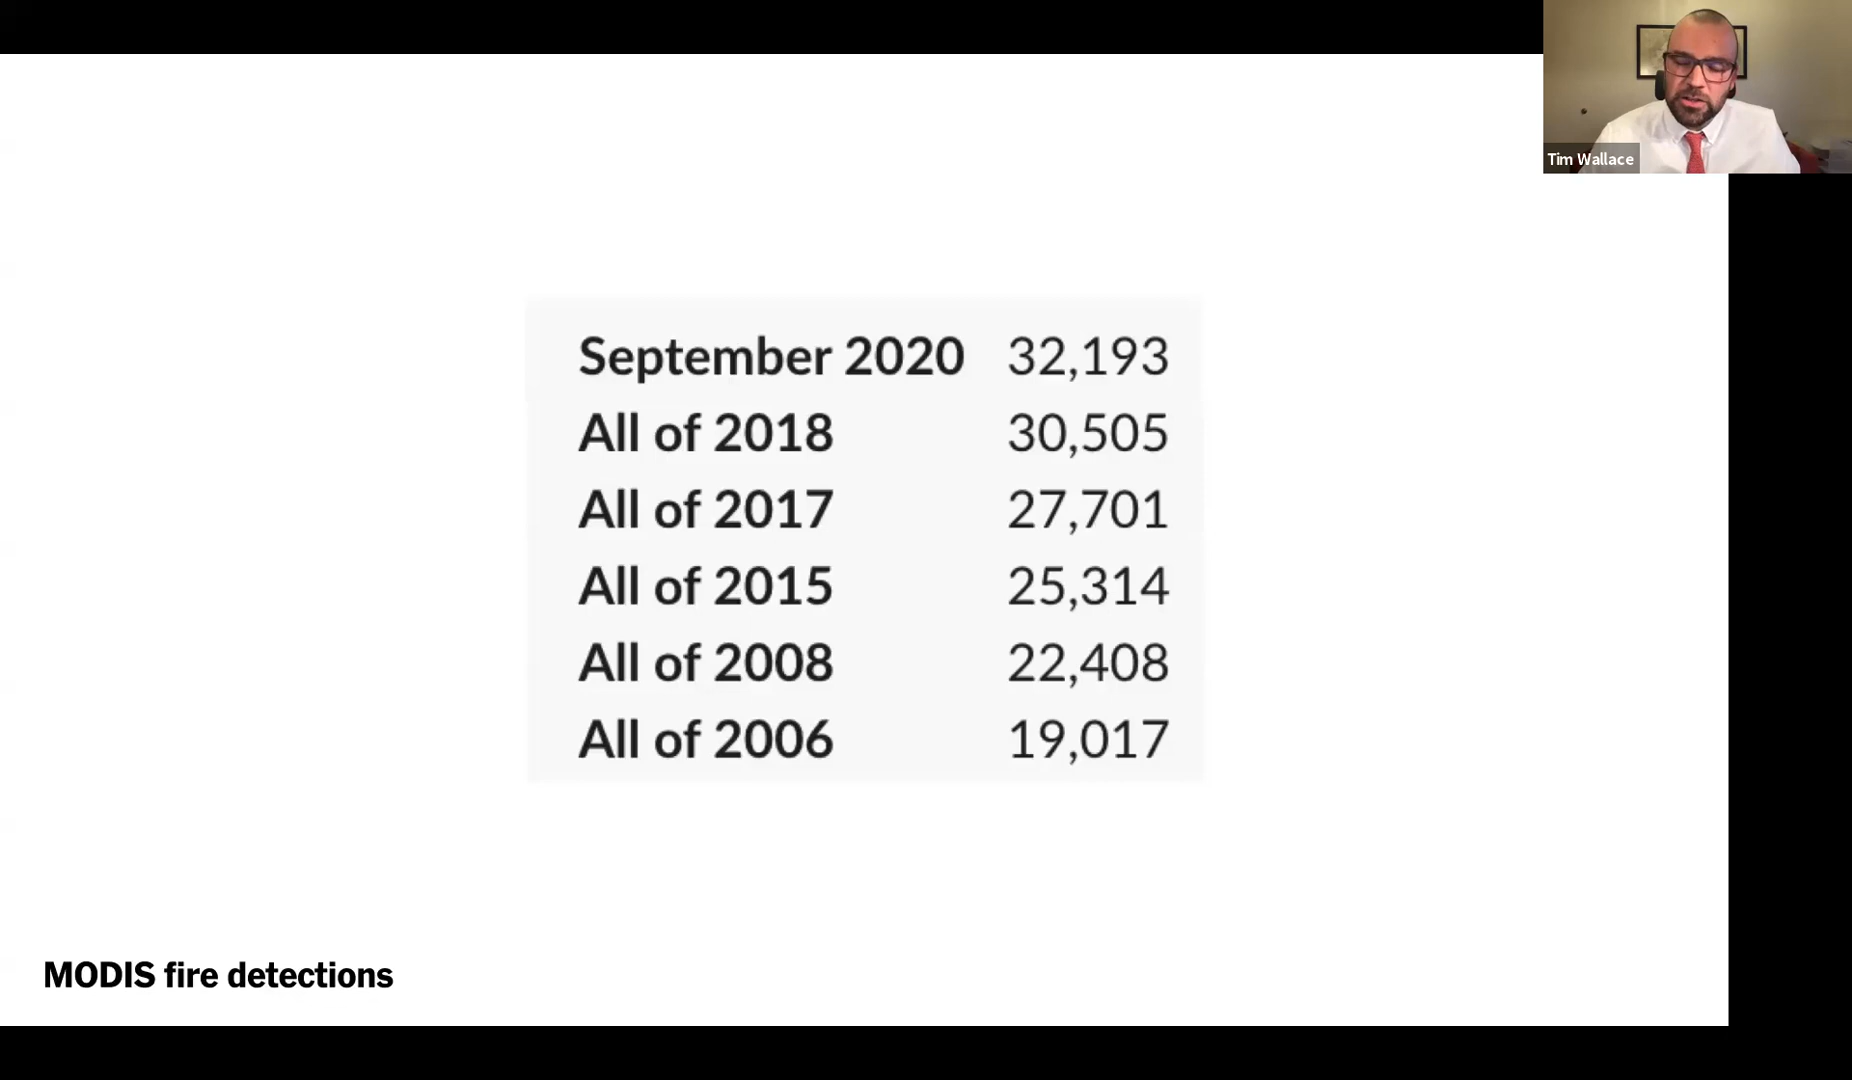 Tim Wallace
September 2020 32,193
All of 2018 30,505
All of 2017 27,701
All of 2015 25,314
All of 2008 22,408
All of 2006 19,017
MODIS fire detections